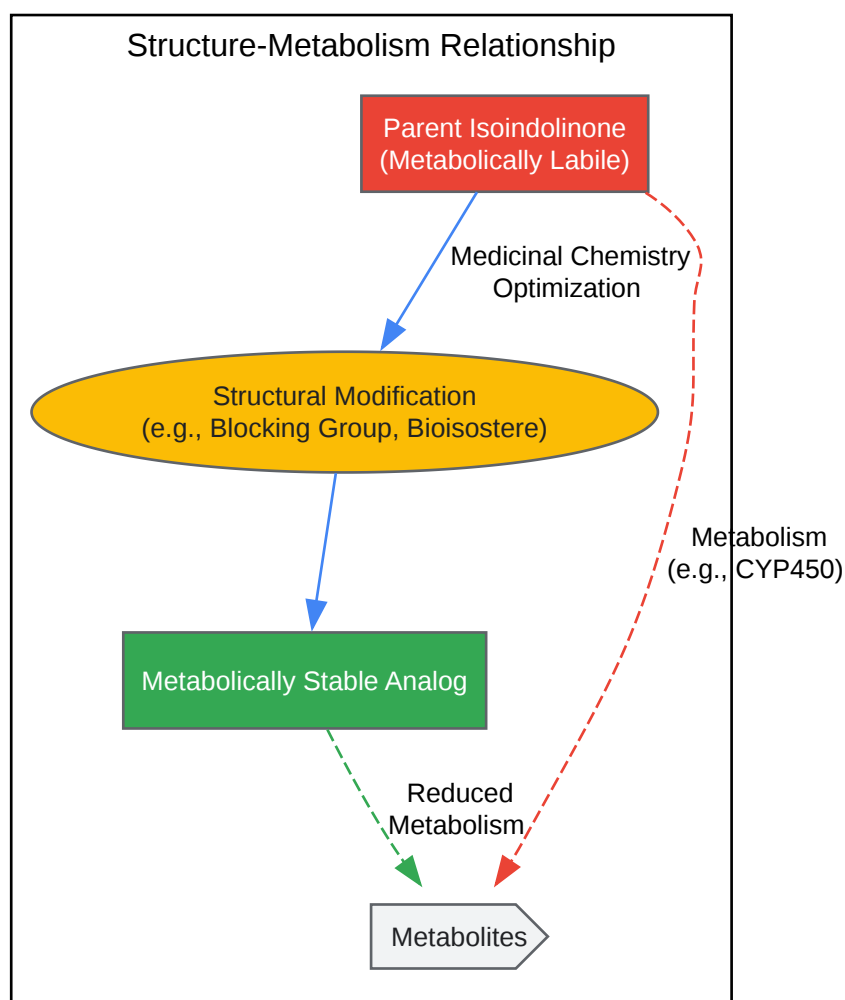 Structure-Metabolism Relationship
Parent Isoindolinone
(Metabolically Labile)
Medicinal Chemistry
Optimization
Structural Modification
(e.g., Blocking Group, Bioisostere)
Metabolism
(e.g., CYP450)
Metabolically Stable Analog
Reduced
Metabolism
Metabolites